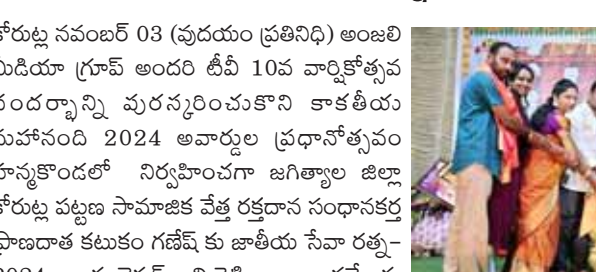 కోరుట్ల నవంబర్ 03 (వుదయం ప్రతినిధి) అంజలి
మిడియా గ్రూప్ అందరి టీవీ 10వ వార్షికోత్సవ
సందర్భాన్ని వురస్కరించుకొని కాకతీయ
మహానంది 2024 అవార్డుల ప్రధానోత్సవం
హన్మకొండలో నిర్వహించగా జగిత్యాల జిల్లా
కోరుట్ల పట్టణ సామాజిక వేత్త రక్తదాన సంధానకర్త
ప్రాణదాత కటుకం గణేష్ కు జాతీయ సేవా రత్న-